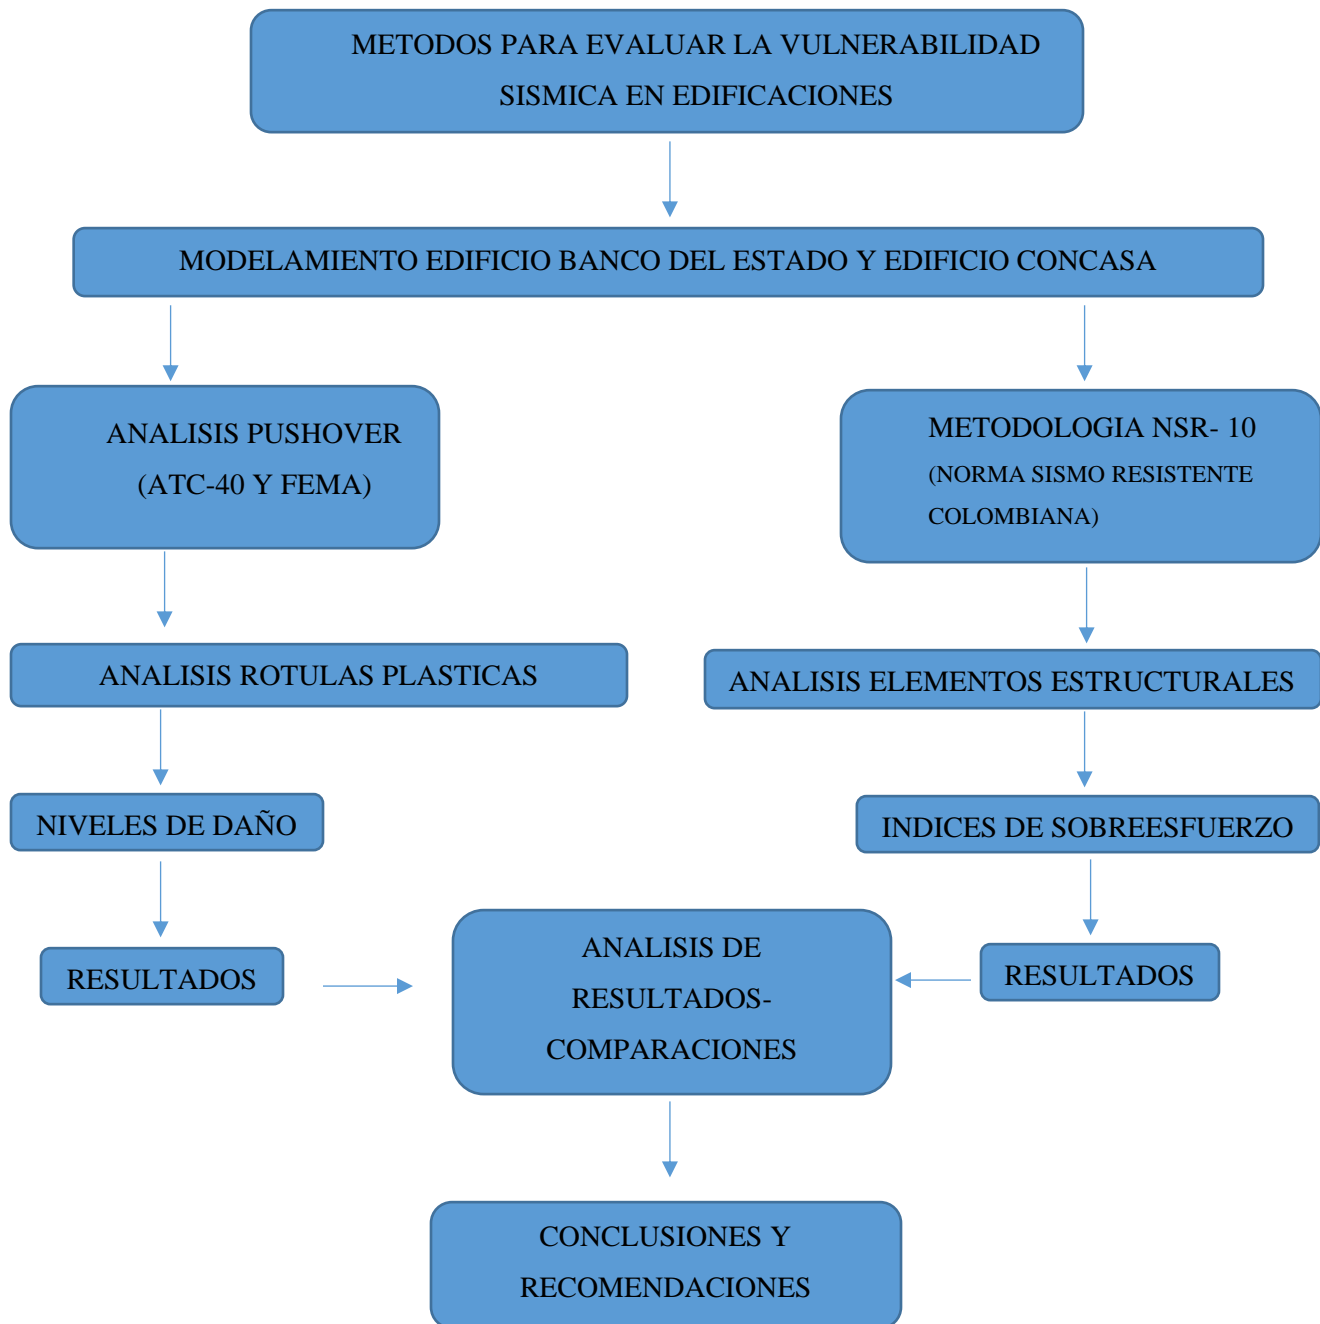 METODOS PARA EVALUAR LA VULNERABILIDAD
SISMICA EN EDIFICACIONES
MODELAMIENTO EDIFICIO BANCO DEL ESTADO Y EDIFICIO CONCASA
ANALISIS PUSHOVER
(ATC-40 Y FEMA)
METODOLOGIA NSR- 10
(NORMA SISMO RESISTENTE
COLOMBIANA)
ANALISIS ROTULAS PLASTICAS
ANALISIS ELEMENTOS ESTRUCTURALES
NIVELES DE DAÑO
INDICES DE SOBREESFUERZO
RESULTADOS
ANALISIS DE
RESULTADOS-
COMPARACIONES
RESULTADOS
CONCLUSIONES Y
RECOMENDACIONES